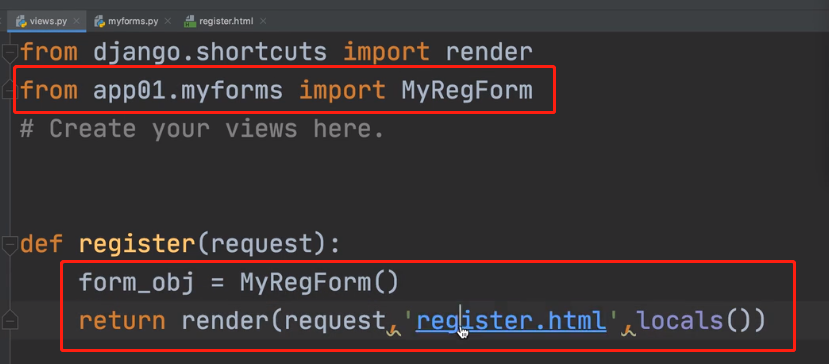 views.py myforms.py register.html
from django.shortcuts import render
from app01.myforms import MyRegForm
# Create your views here.
def register(request):
form_obj = MyRegForm()
return render(request,'register.html',locals())